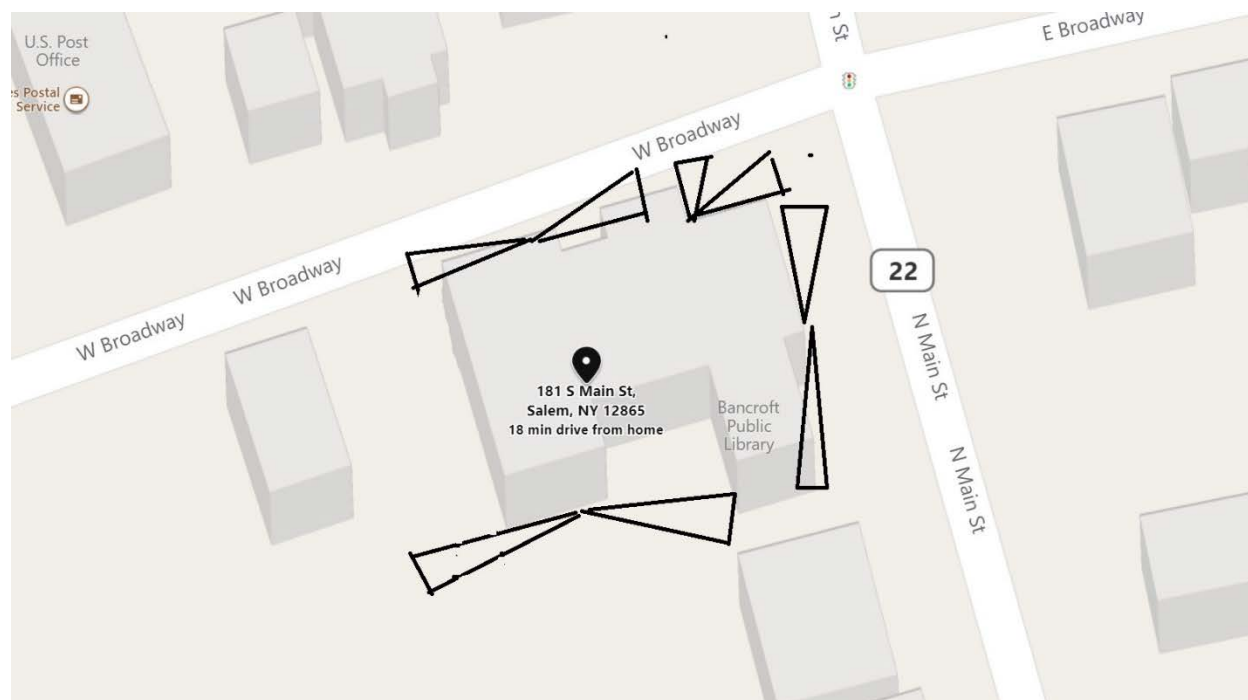 U.S. Post
Office
es Postal
Service
n St
E Broadway
W Broadway
W Broadway
W Broadway
22
N Main St
N Main St
181 S Main St,
Salem, NY 12865
18 min drive from home
Bancroft
Public
Library